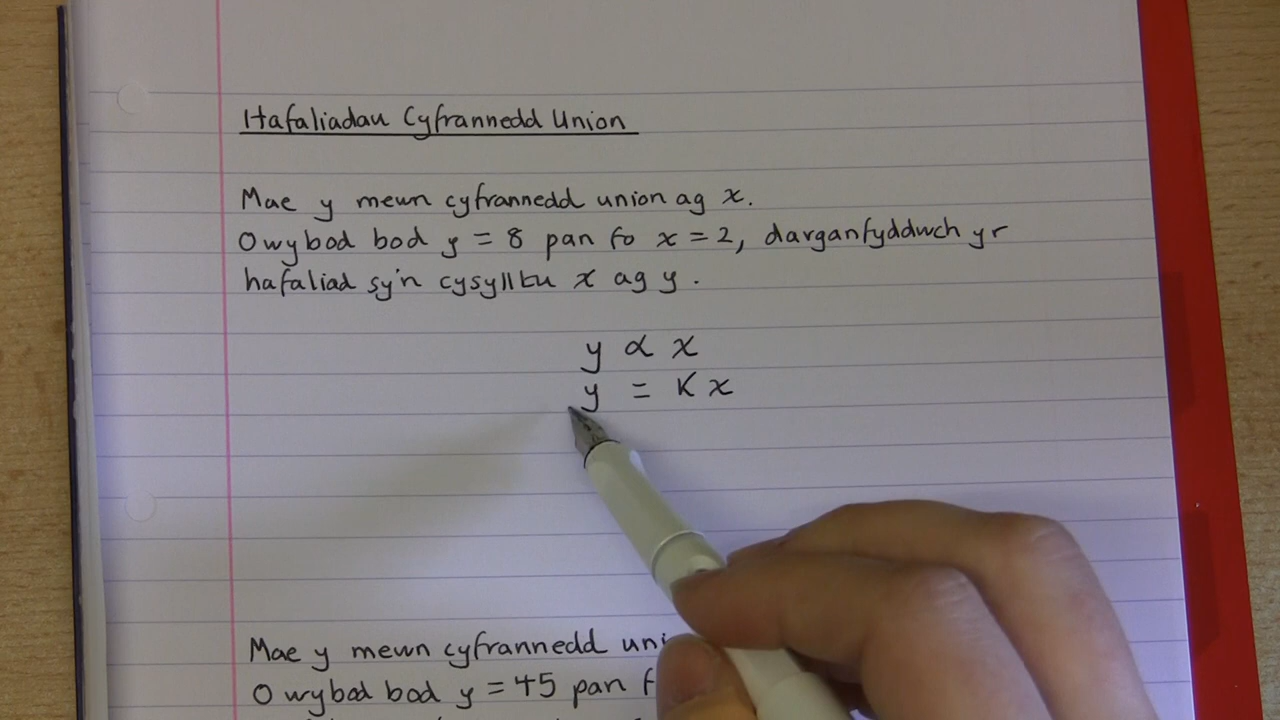 Hafaliadau Cyfrannedd Union
Mae y mewn cyfrannedd union ag x.
O wybod bod y = 8 pan fo x = 2, darganfyddwch yr
hafaliad sy'n cysylltu x ag y.
y ∝ x
y = Kx
Mae y mewn cyfrannedd
O wybod bod y = 45 pan